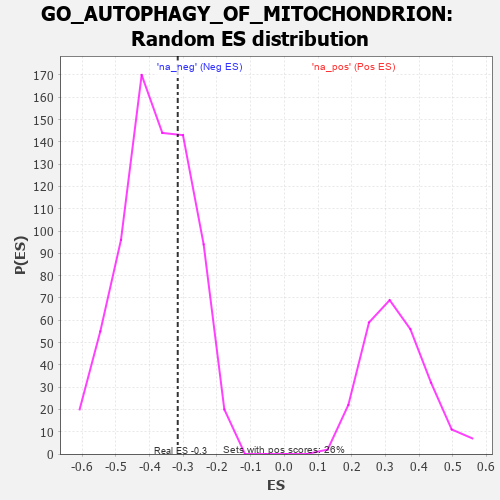 GO_AUTOPHAGY_OF_MITOCHONDRION:
Random ES distribution
'na_neg' (Neg ES)
'na_pos' (Pos ES)
170
160
150
140
130
120
110
100
90
80
70
60
50
40
30
20
10
0
P(ES)
Real ES -0.3
Sets with pos scores: 26%
-0.6 -0.5 -0.4 -0.3 -0.2 -0.1 0.0 0.1 0.2 0.3 0.4 0.5 0.6
ES